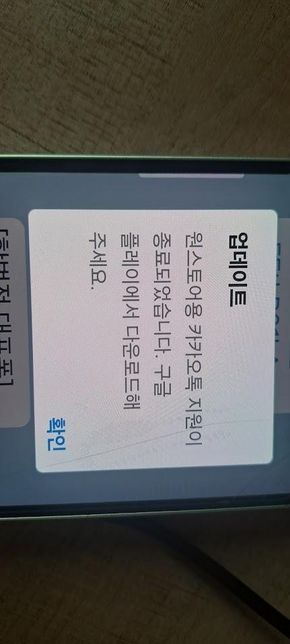 업데이트
원스토어용 카카오톡 지원이
종료되었습니다. 구글
플레이에서 다운로드해
주세요.
확인